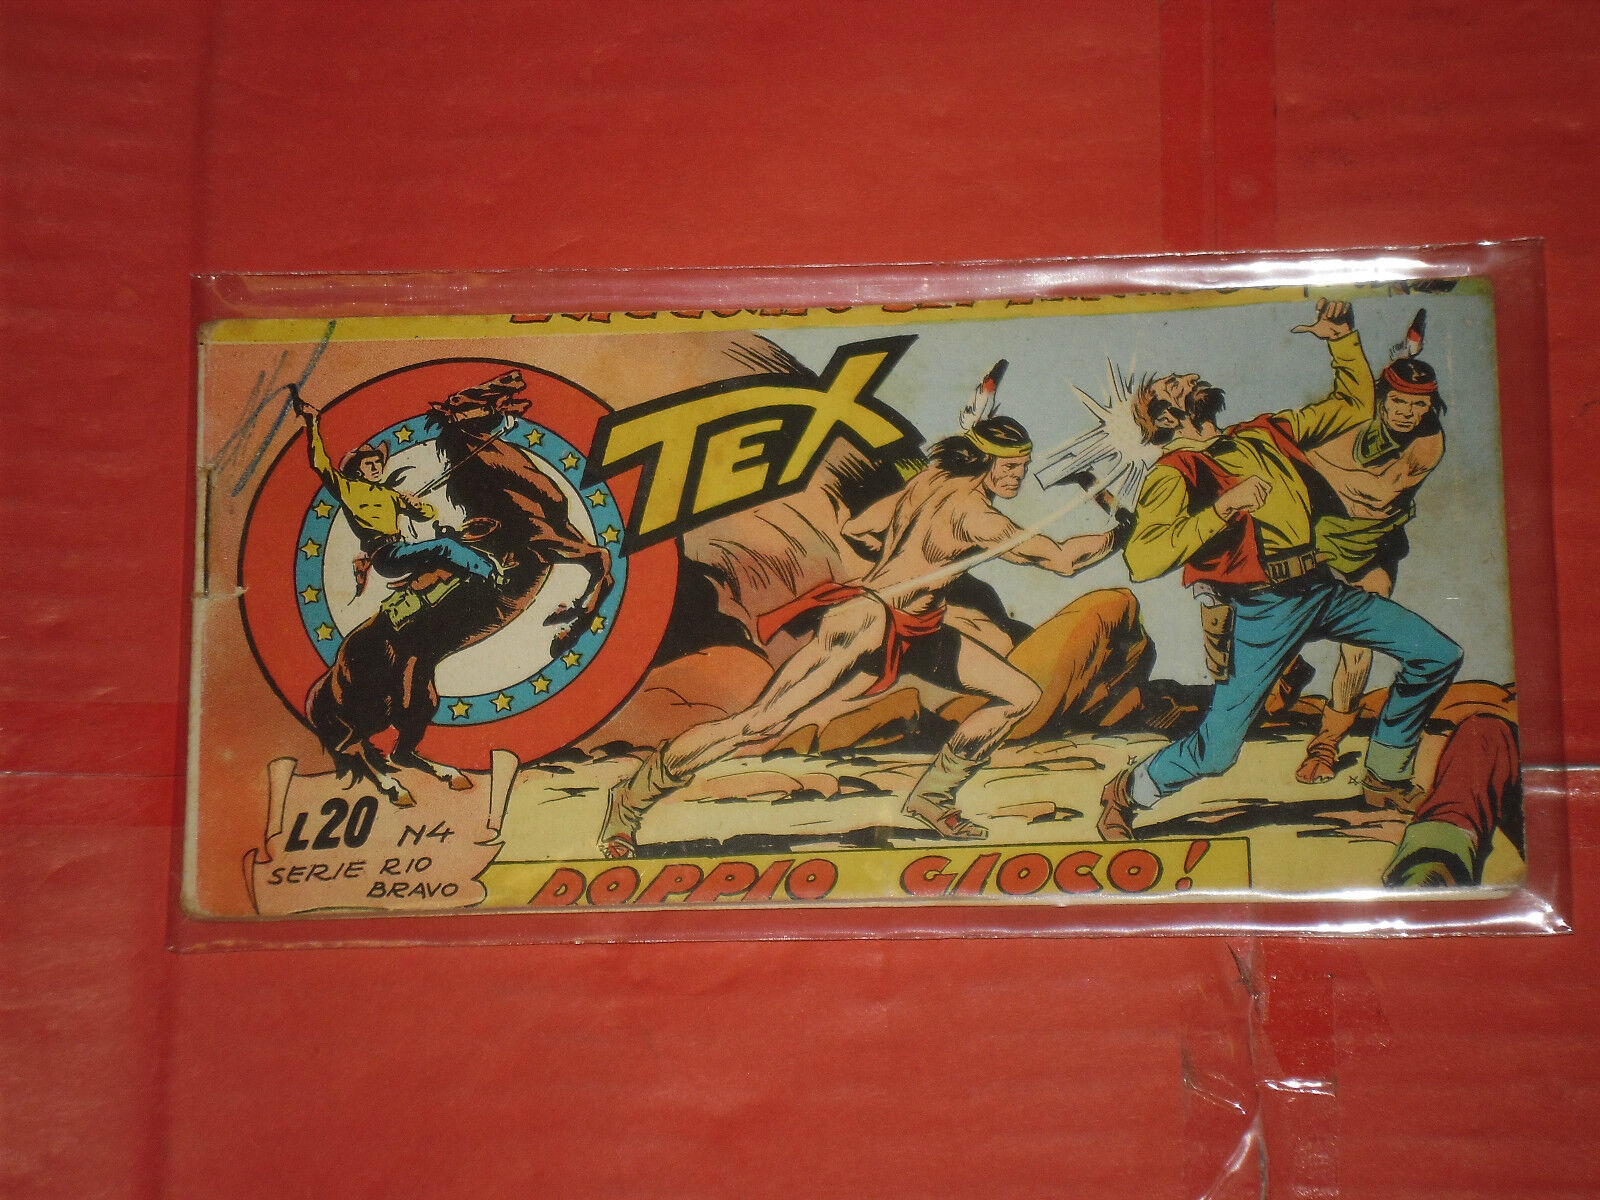 TEX
L20 N4
SERIE RIO
BRAVO
DOPPIO GIOCO!